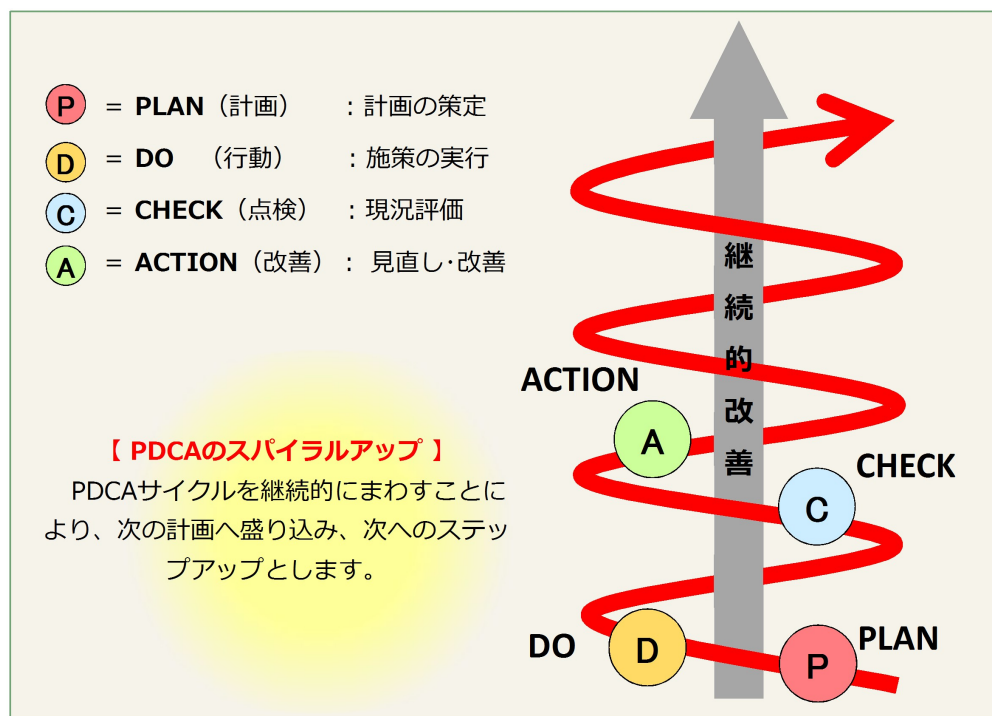 P = PLAN（計画）　：計画の策定
D = DO　（行動）　：施策の実行
C = CHECK（点検）　：現況評価
A = ACTION（改善）： 見直し･改善
【 PDCAのスパイラルアップ 】
PDCAサイクルを継続的にまわすことに
より、次の計画へ盛り込み、次へのステッ
プアップとします。
継続的改善
ACTION
A
CHECK
C
DO
D
P
PLAN